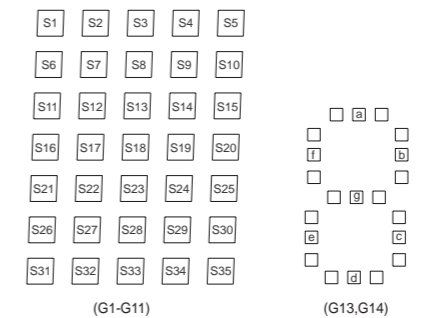 S1 S2 S3 S4 S5
S6 S7 S8 S9 S10
S11 S12 S13 S14 S15
S16 S17 S18 S19 S20
S21 S22 S23 S24 S25
S26 S27 S28 S29 S30
S31 S32 S33 S34 S35
(G1-G11)
a
f b
g
e c
d
(G13,G14)